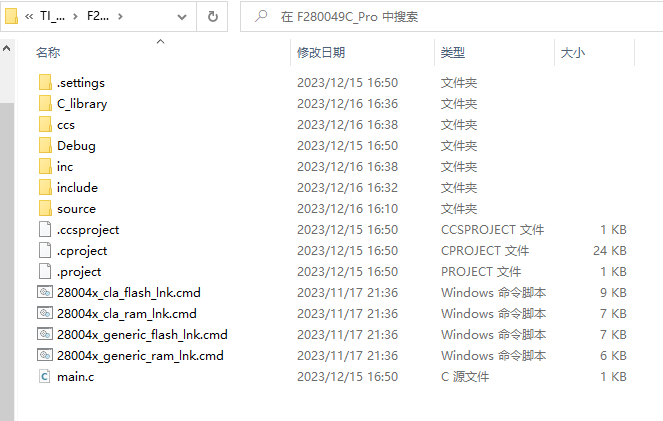 « TI_... › F2... ›
在 F280049C_Pro 中搜索
名称 修改日期 类型 大小
.settings 2023/12/15 16:50 文件夹
C_library 2023/12/16 16:36 文件夹
ccs 2023/12/16 16:38 文件夹
Debug 2023/12/15 16:50 文件夹
inc 2023/12/16 16:38 文件夹
include 2023/12/16 16:32 文件夹
source 2023/12/16 16:10 文件夹
.ccsproject 2023/12/15 16:50 CCSPROJECT 文件 1 KB
.cproject 2023/12/15 16:50 CPROJECT 文件 24 KB
.project 2023/12/15 16:50 PROJECT 文件 1 KB
28004x_cla_flash_lnk.cmd 2023/11/17 21:36 Windows 命令脚本 9 KB
28004x_cla_ram_lnk.cmd 2023/11/17 21:36 Windows 命令脚本 7 KB
28004x_generic_flash_lnk.cmd 2023/11/17 21:36 Windows 命令脚本 7 KB
28004x_generic_ram_lnk.cmd 2023/11/17 21:36 Windows 命令脚本 6 KB
main.c 2023/12/15 16:50 C 源文件 1 KB